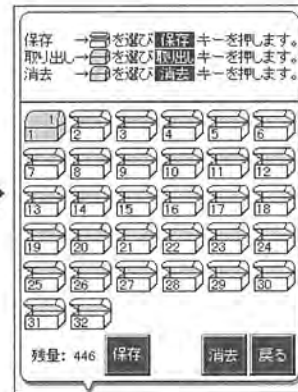 保存 →を選び 保存 キーを押します。
取り出し→を選び 取出し キーを押します。
消去 →を選び 消去 キーを押します。
1
1 2 3 4 5 6
7 8 9 10 11 12
13 14 15 16 17 18
19 20 21 22 23 24
25 26 27 28 29 30
31 32
残量: 446 保存 消去 戻る